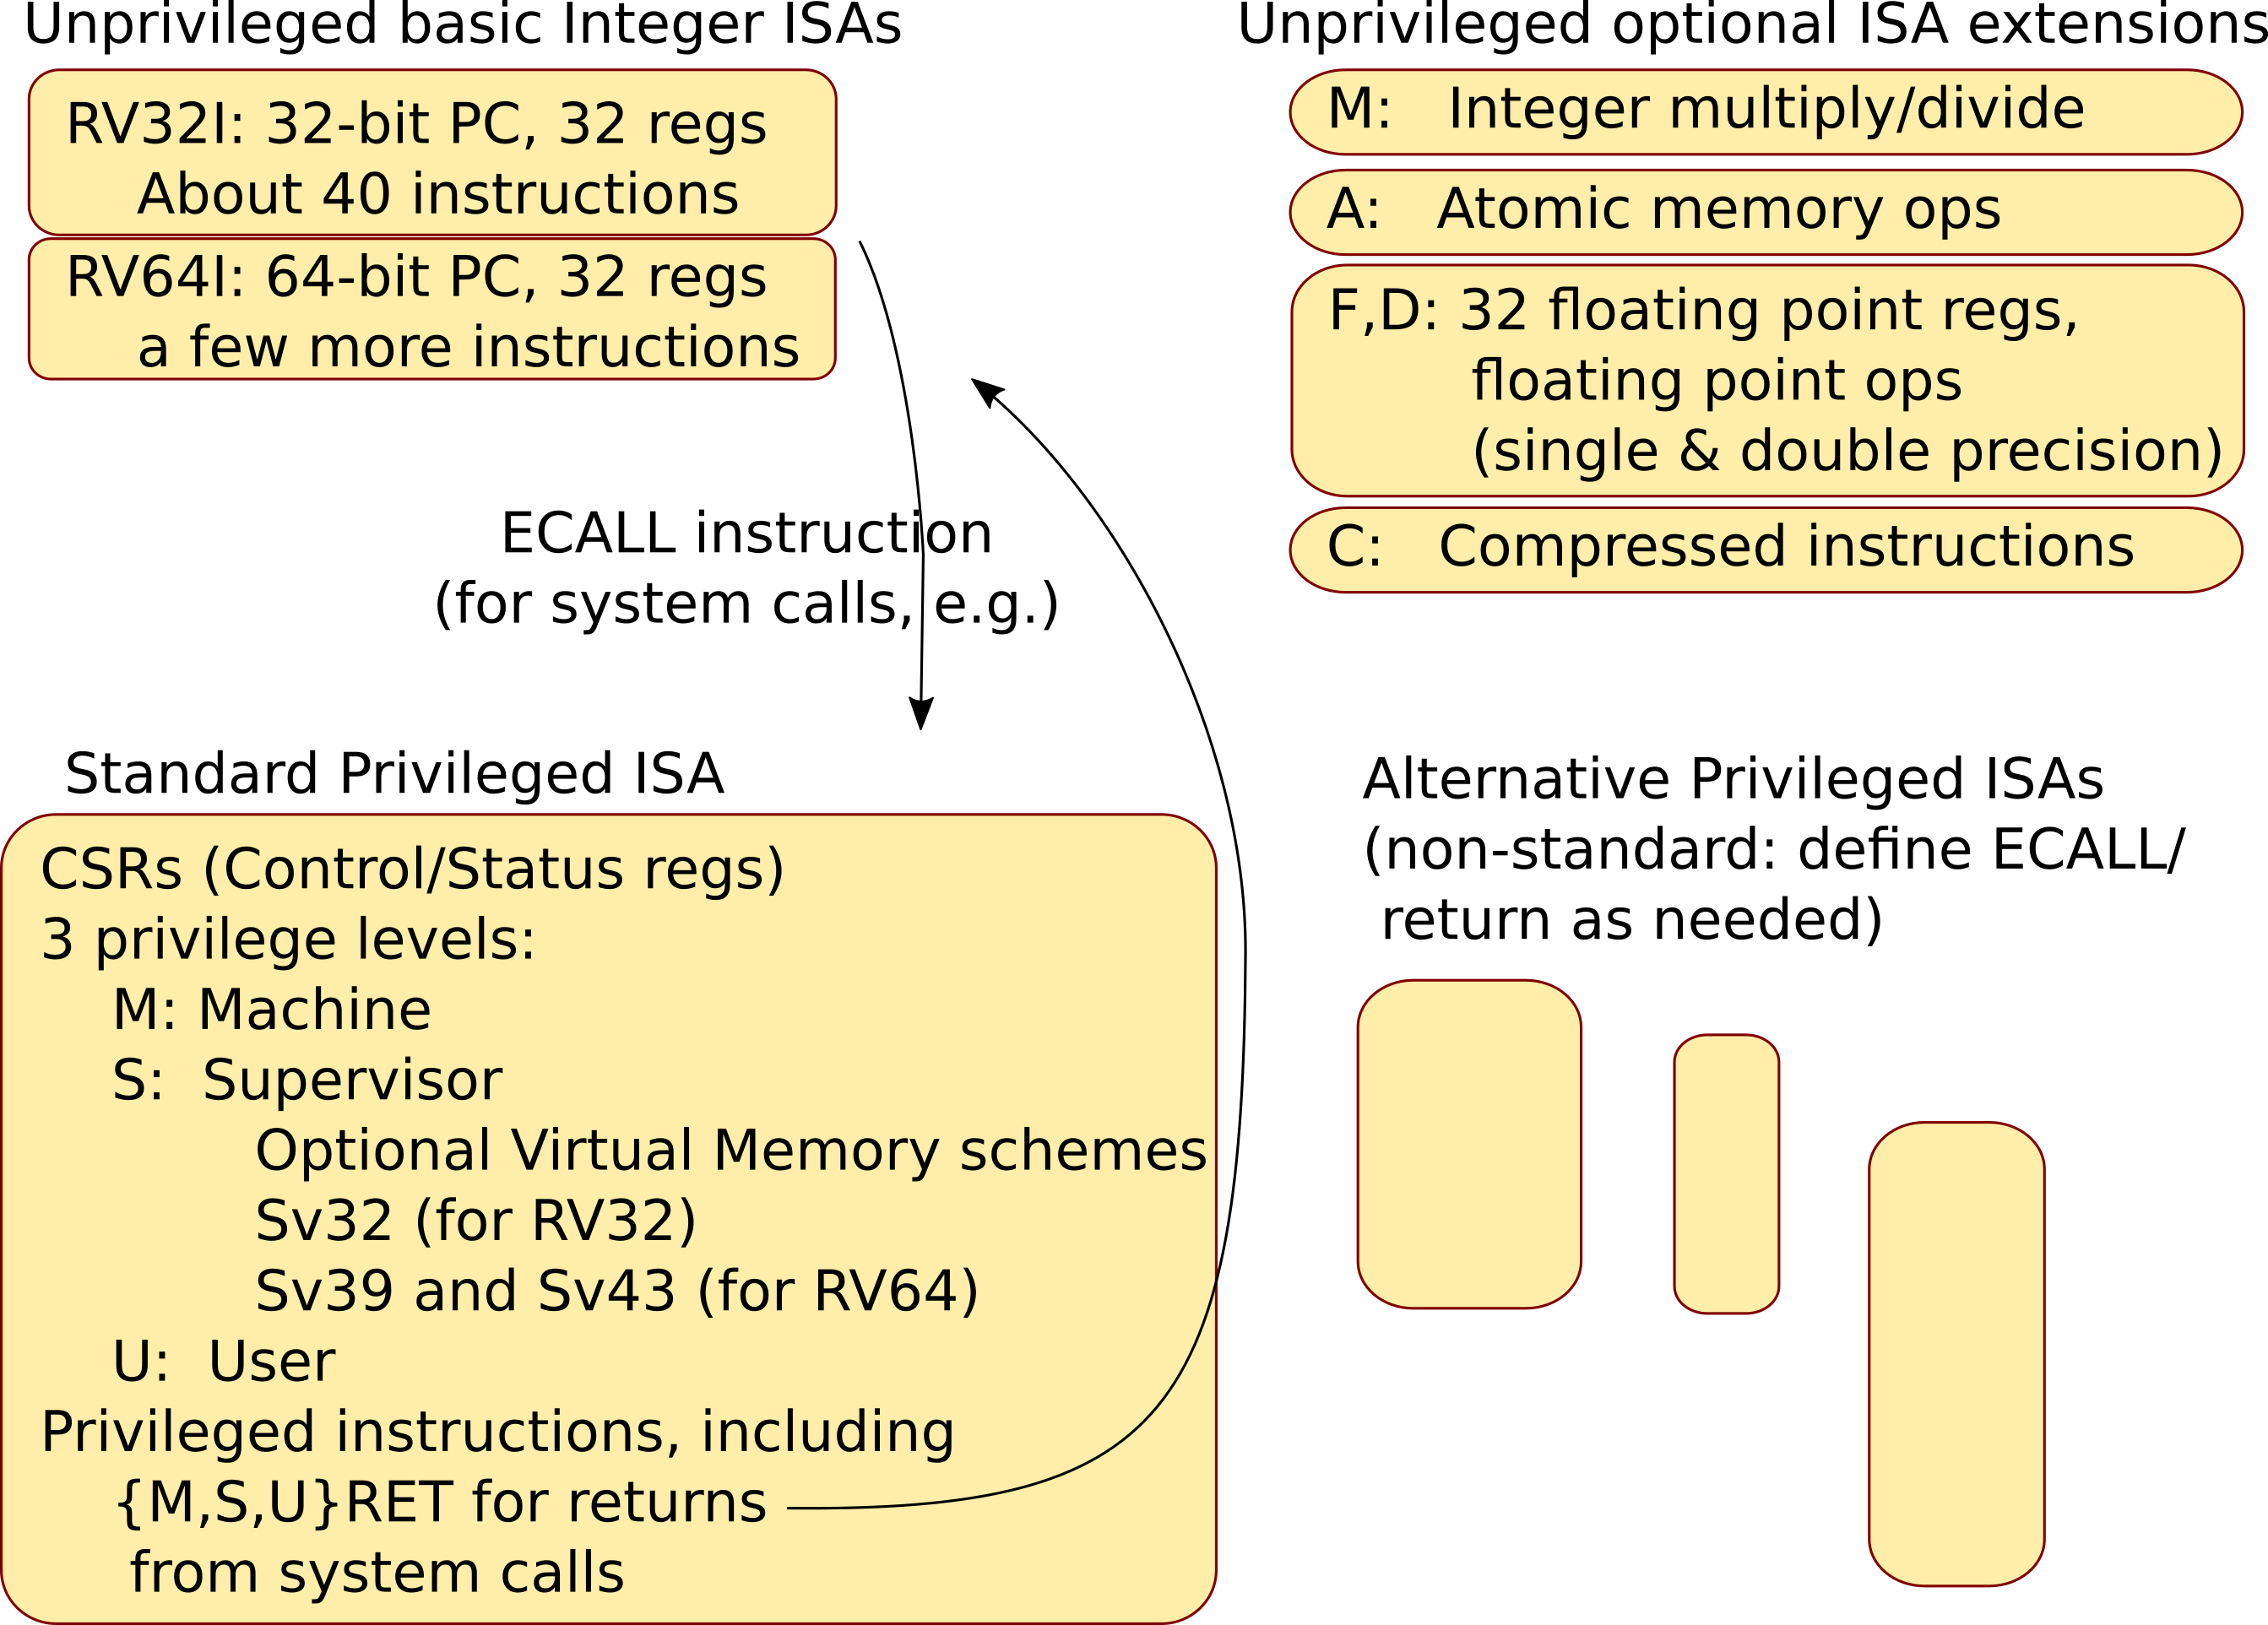 Unprivileged basic Integer ISAs
RV32I: 32-bit PC, 32 regs
About 40 instructions
RV64I: 64-bit PC, 32 regs
a few more instructions
Unprivileged optional ISA extensions
M: Integer multiply/divide
A: Atomic memory ops
F,D: 32 floating point regs,
floating point ops
(single & double precision)
C: Compressed instructions
ECALL instruction
(for system calls, e.g.)
Standard Privileged ISA
CSRs (Control/Status regs)
3 privilege levels:
M: Machine
S: Supervisor
Optional Virtual Memory schemes
Sv32 (for RV32)
Sv39 and Sv43 (for RV64)
U: User
Privileged instructions, including
{M,S,U}RET for returns
from system calls
Alternative Privileged ISAs
(non-standard: define ECALL/
return as needed)